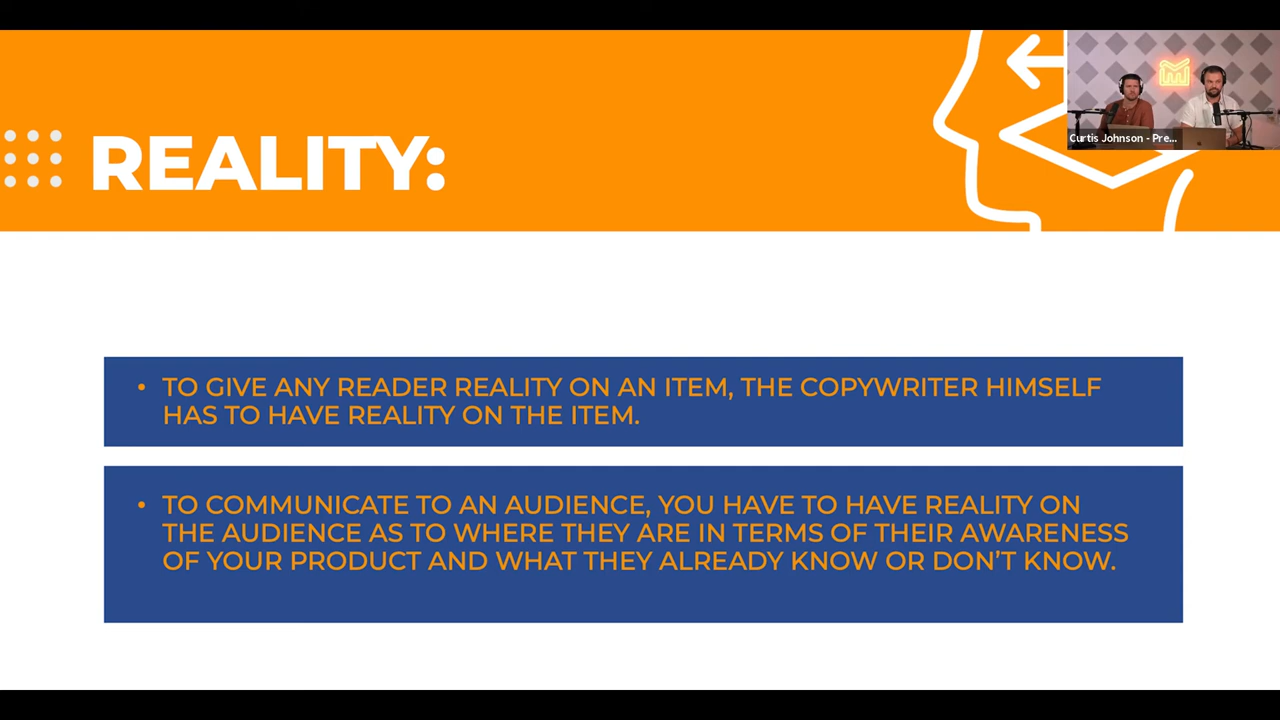 REALITY:
Curtis Johnson - Pre...
• TO GIVE ANY READER REALITY ON AN ITEM, THE COPYWRITER HIMSELF
HAS TO HAVE REALITY ON THE ITEM.
• TO COMMUNICATE TO AN AUDIENCE, YOU HAVE TO HAVE REALITY ON
THE AUDIENCE AS TO WHERE THEY ARE IN TERMS OF THEIR AWARENESS
OF YOUR PRODUCT AND WHAT THEY ALREADY KNOW OR DON'T KNOW.